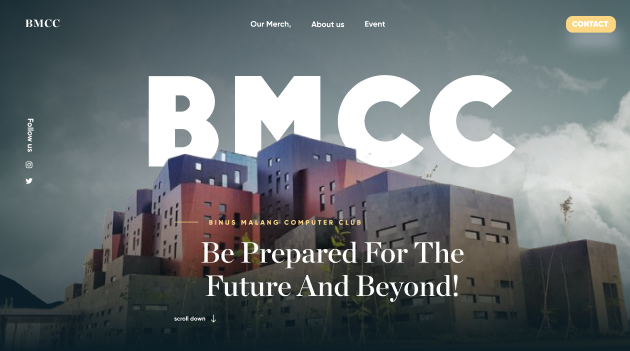 BMCC
Our Merch,
About us
Event
CONTACT
BMCC
Follow us
BINUS MALANG COMPUTER CLUB
Be Prepared For The
Future And Beyond!
scroll down